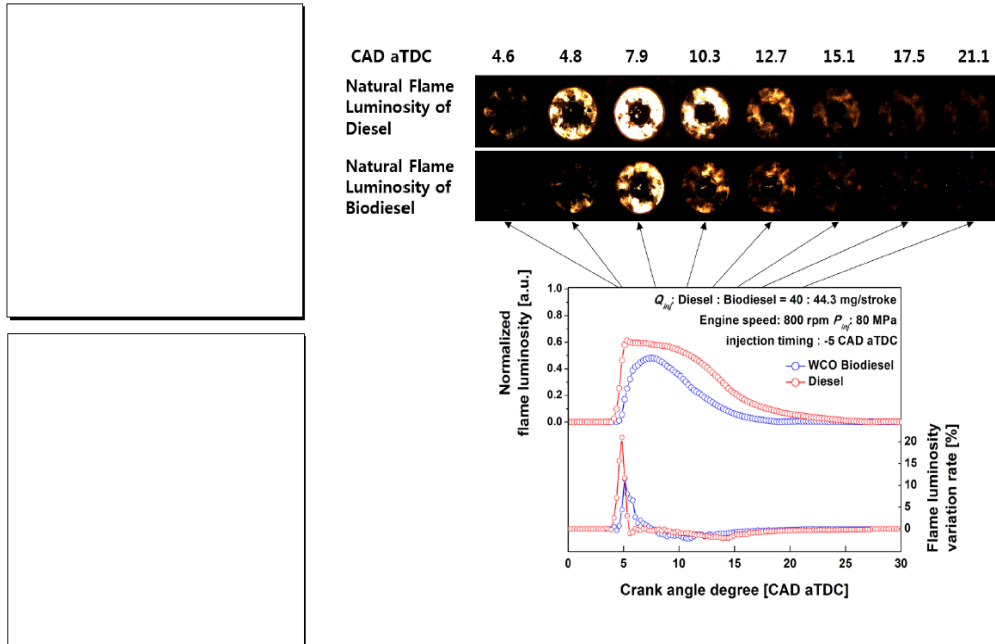 CAD aTDC 4.6 4.8 7.9 10.3 12.7 15.1 17.5 21.1
Natural Flame
Luminosity of
Diesel
Natural Flame
Luminosity of
Biodiesel
Normalized
flame luminosity [a.u.]
1.0
0.8
0.6
0.4
0.2
0.0
Q_inj: Diesel : Biodiesel = 40 : 44.3 mg/stroke
Engine speed: 800 rpm P_inj: 80 MPa
injection timing : -5 CAD aTDC
WCO Biodiesel
Diesel
20
15
10
5
0
Flame luminosity
variation rate [%]
0 5 10 15 20 25 30
Crank angle degree [CAD aTDC]